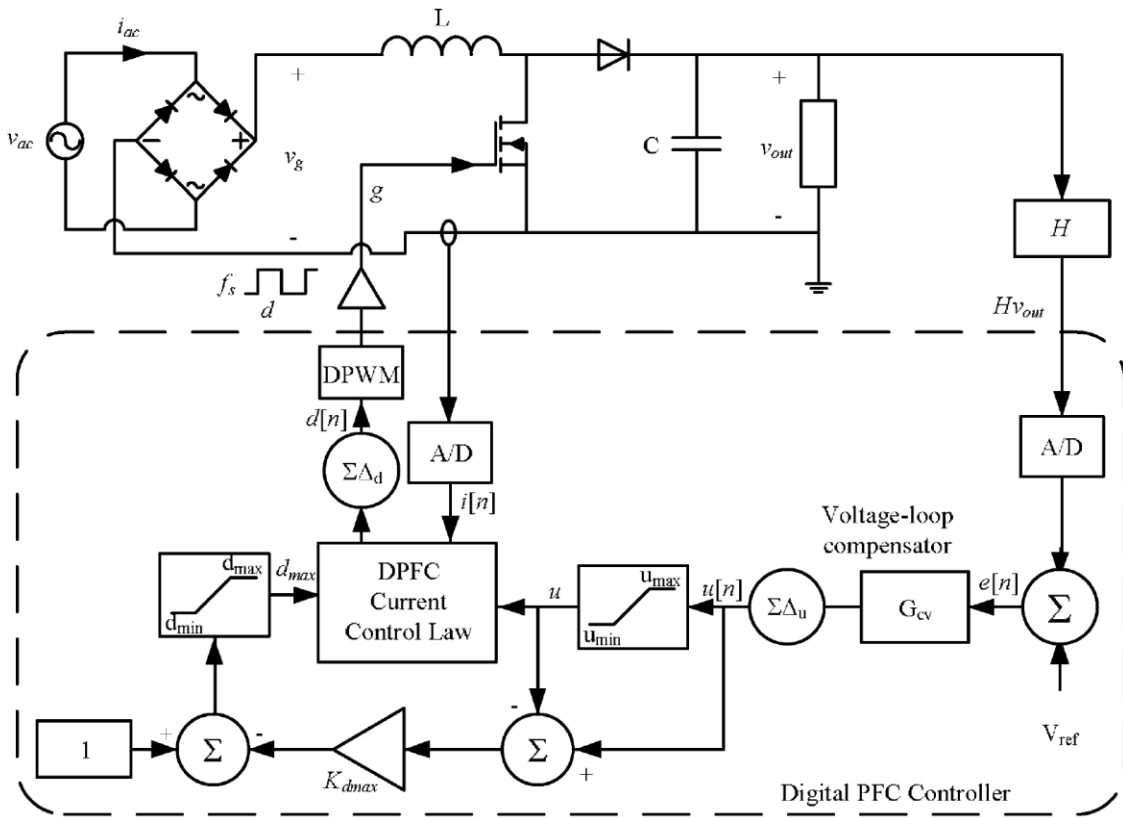 i_ac
L
+
+
v_ac
~
−
+
~
v_g
C
v_out
g
-
-
H
f_s
d
Hv_out
DPWM
d[n]
A/D
ΣΔ_d
A/D
i[n]
Voltage-loop
compensator
d_max
d_min
d_max
DPFC
Current
Control Law
u
u_max
u_min
u[n]
ΣΔ_u
G_cv
e[n]
Σ
-
1
+
Σ
-
K_dmax
Σ
+
V_ref
Digital PFC Controller